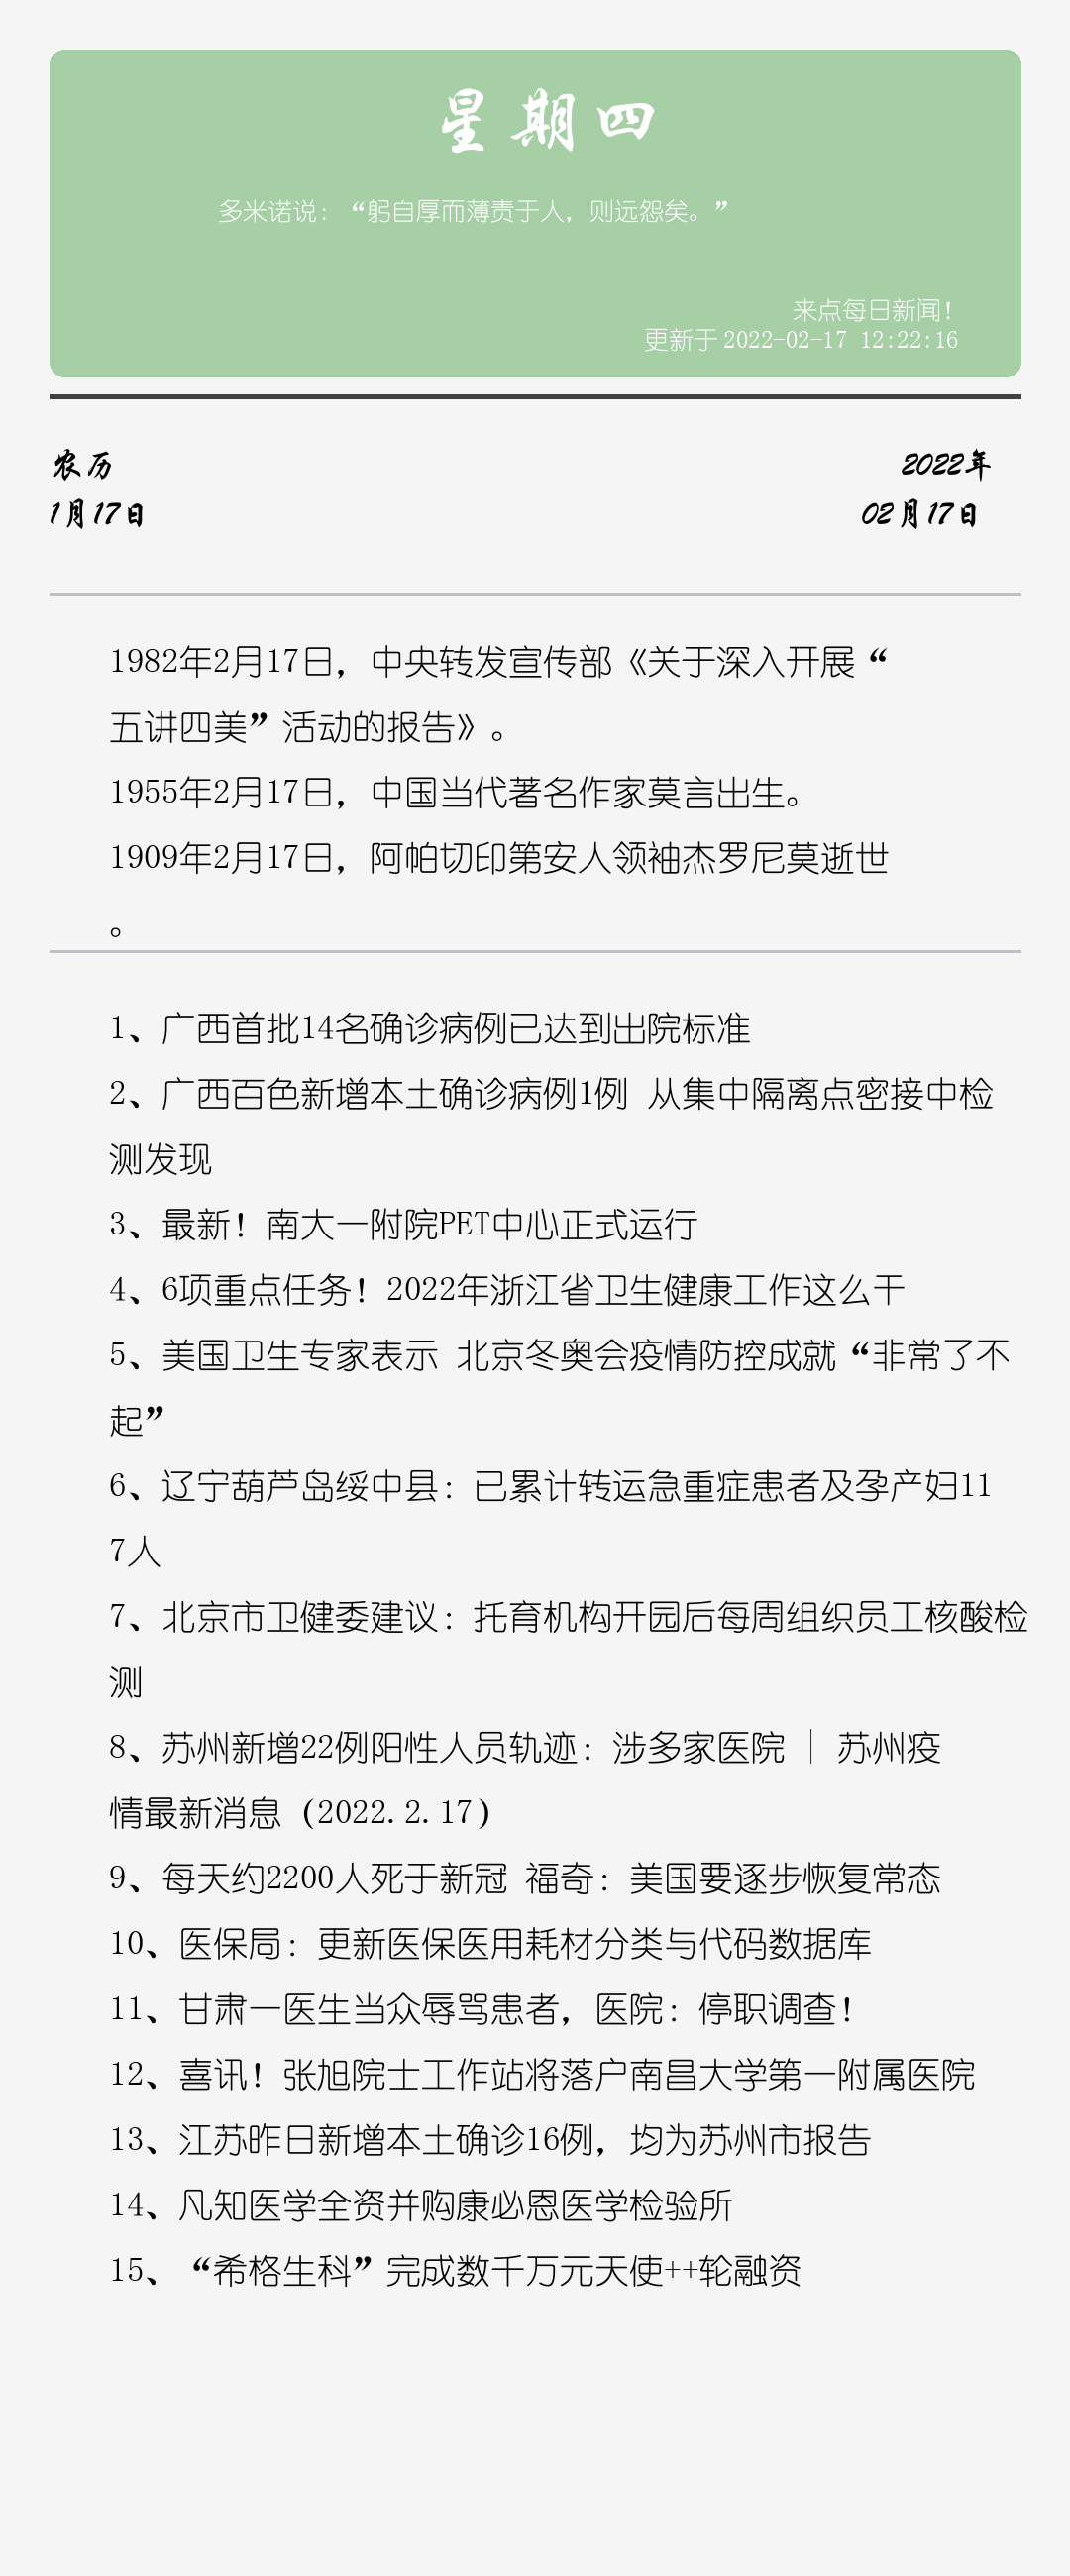 星期四
多米诺说：“躬自厚而薄责于人，则远怨矣。”
来点每日新闻！
更新于 2022-02-17 12:22:16
农历
2022年
1月17日
02月17日
1982年2月17日，中央转发宣传部《关于深入开展“
五讲四美”活动的报告》。
1955年2月17日，中国当代著名作家莫言出生。
1909年2月17日，阿帕切印第安人领袖杰罗尼莫逝世
。
1、广西首批14名确诊病例已达到出院标准
2、广西百色新增本土确诊病例1例 从集中隔离点密接中检
测发现
3、最新！南大一附院PET中心正式运行
4、6项重点任务！2022年浙江省卫生健康工作这么干
5、美国卫生专家表示 北京冬奥会疫情防控成就“非常了不
起”
6、辽宁葫芦岛绥中县：已累计转运急重症患者及孕产妇11
7人
7、北京市卫健委建议：托育机构开园后每周组织员工核酸检
测
8、苏州新增22例阳性人员轨迹：涉多家医院 | 苏州疫
情最新消息（2022.2.17）
9、每天约2200人死于新冠 福奇：美国要逐步恢复常态
10、医保局：更新医保医用耗材分类与代码数据库
11、甘肃一医生当众辱骂患者，医院：停职调查！
12、喜讯！张旭院士工作站将落户南昌大学第一附属医院
13、江苏昨日新增本土确诊16例，均为苏州市报告
14、凡知医学全资并购康必恩医学检验所
15、“希格生科”完成数千万元天使++轮融资